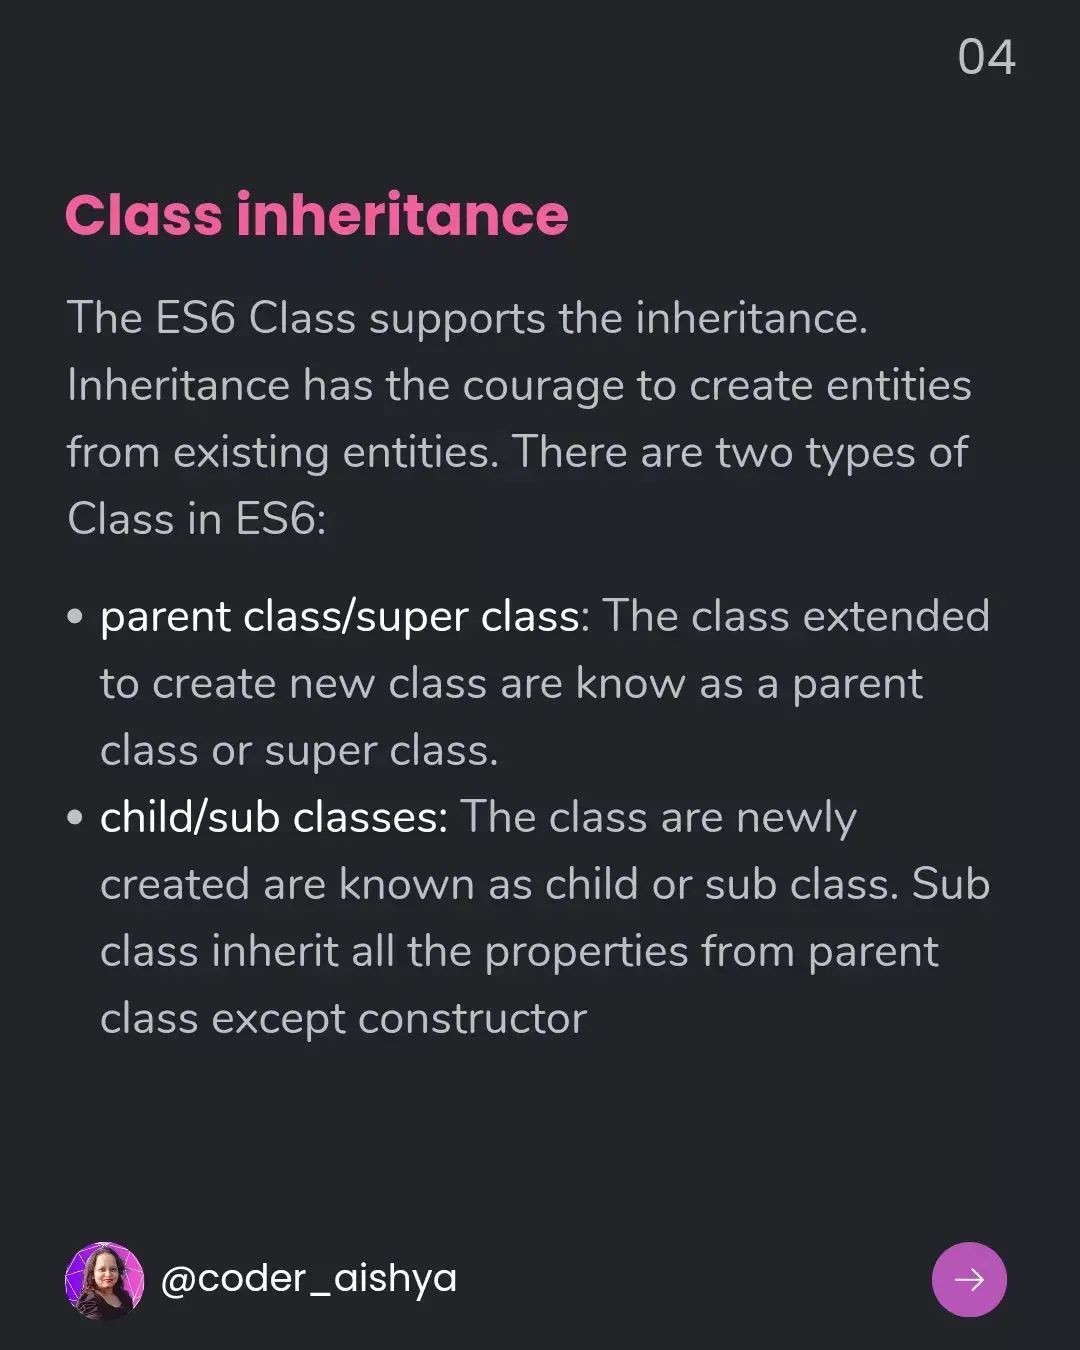 04
Class inheritance
The ES6 Class supports the inheritance.
Inheritance has the courage to create entities
from existing entities. There are two types of
Class in ES6:
• parent class/super class: The class extended
to create new class are know as a parent
class or super class.
• child/sub classes: The class are newly
created are known as child or sub class. Sub
class inherit all the properties from parent
class except constructor
@coder_aishya